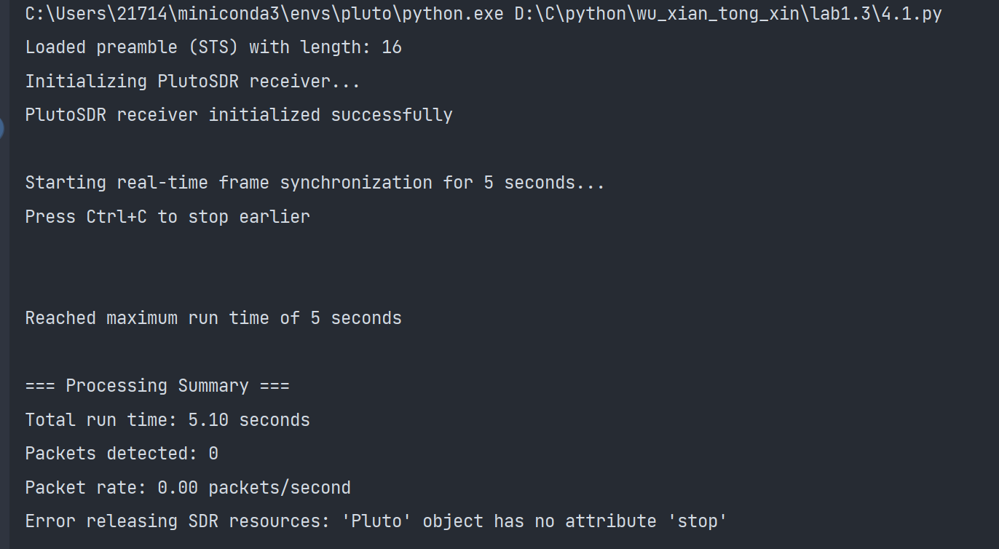 C:\Users\21714\miniconda3\envs\pluto\python.exe D:\C\python\wu_xian_tong_xin\lab1.3\4.1.py
Loaded preamble (STS) with length: 16
Initializing PlutoSDR receiver...
PlutoSDR receiver initialized successfully
Starting real-time frame synchronization for 5 seconds...
Press Ctrl+C to stop earlier
Reached maximum run time of 5 seconds
=== Processing Summary ===
Total run time: 5.10 seconds
Packets detected: 0
Packet rate: 0.00 packets/second
Error releasing SDR resources: 'Pluto' object has no attribute 'stop'